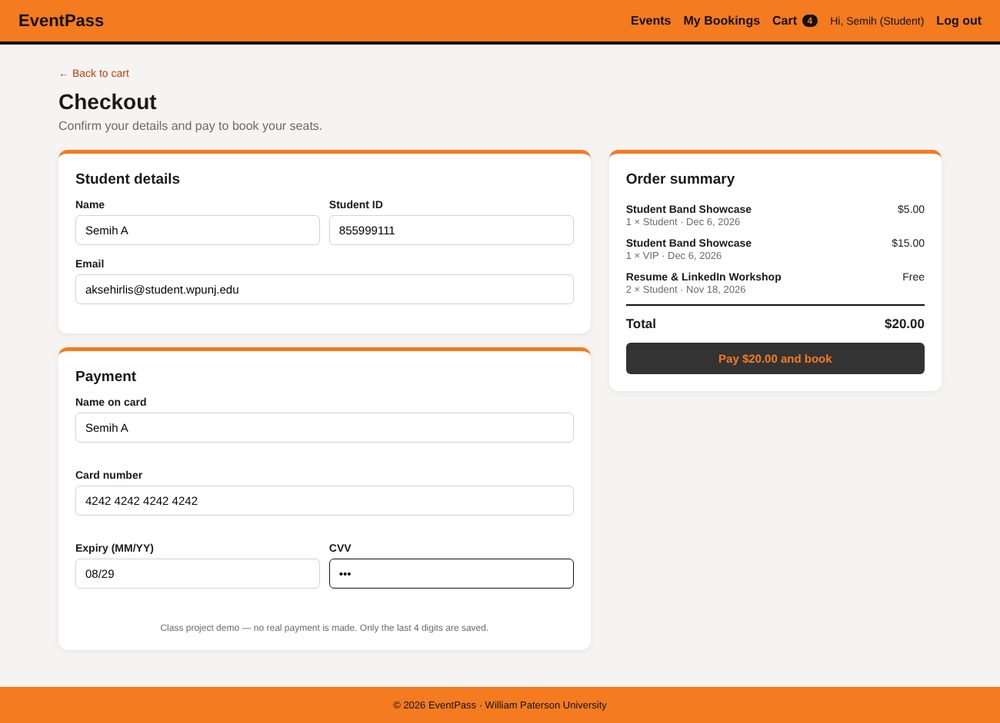 EventPass
Events My Bookings Cart 4 Hi, Semih (Student) Log out
← Back to cart
Checkout
Confirm your details and pay to book your seats.
Student details
Name
Semih A
Student ID
855999111
Email
aksehirlis@student.wpunj.edu
Payment
Name on card
Semih A
Card number
4242 4242 4242 4242
Expiry (MM/YY)
08/29
CVV
•••
Class project demo — no real payment is made. Only the last 4 digits are saved.
Order summary
Student Band Showcase $5.00
1 × Student · Dec 6, 2026
Student Band Showcase $15.00
1 × VIP · Dec 6, 2026
Resume & LinkedIn Workshop Free
2 × Student · Nov 18, 2026
Total $20.00
Pay $20.00 and book
© 2026 EventPass · William Paterson University